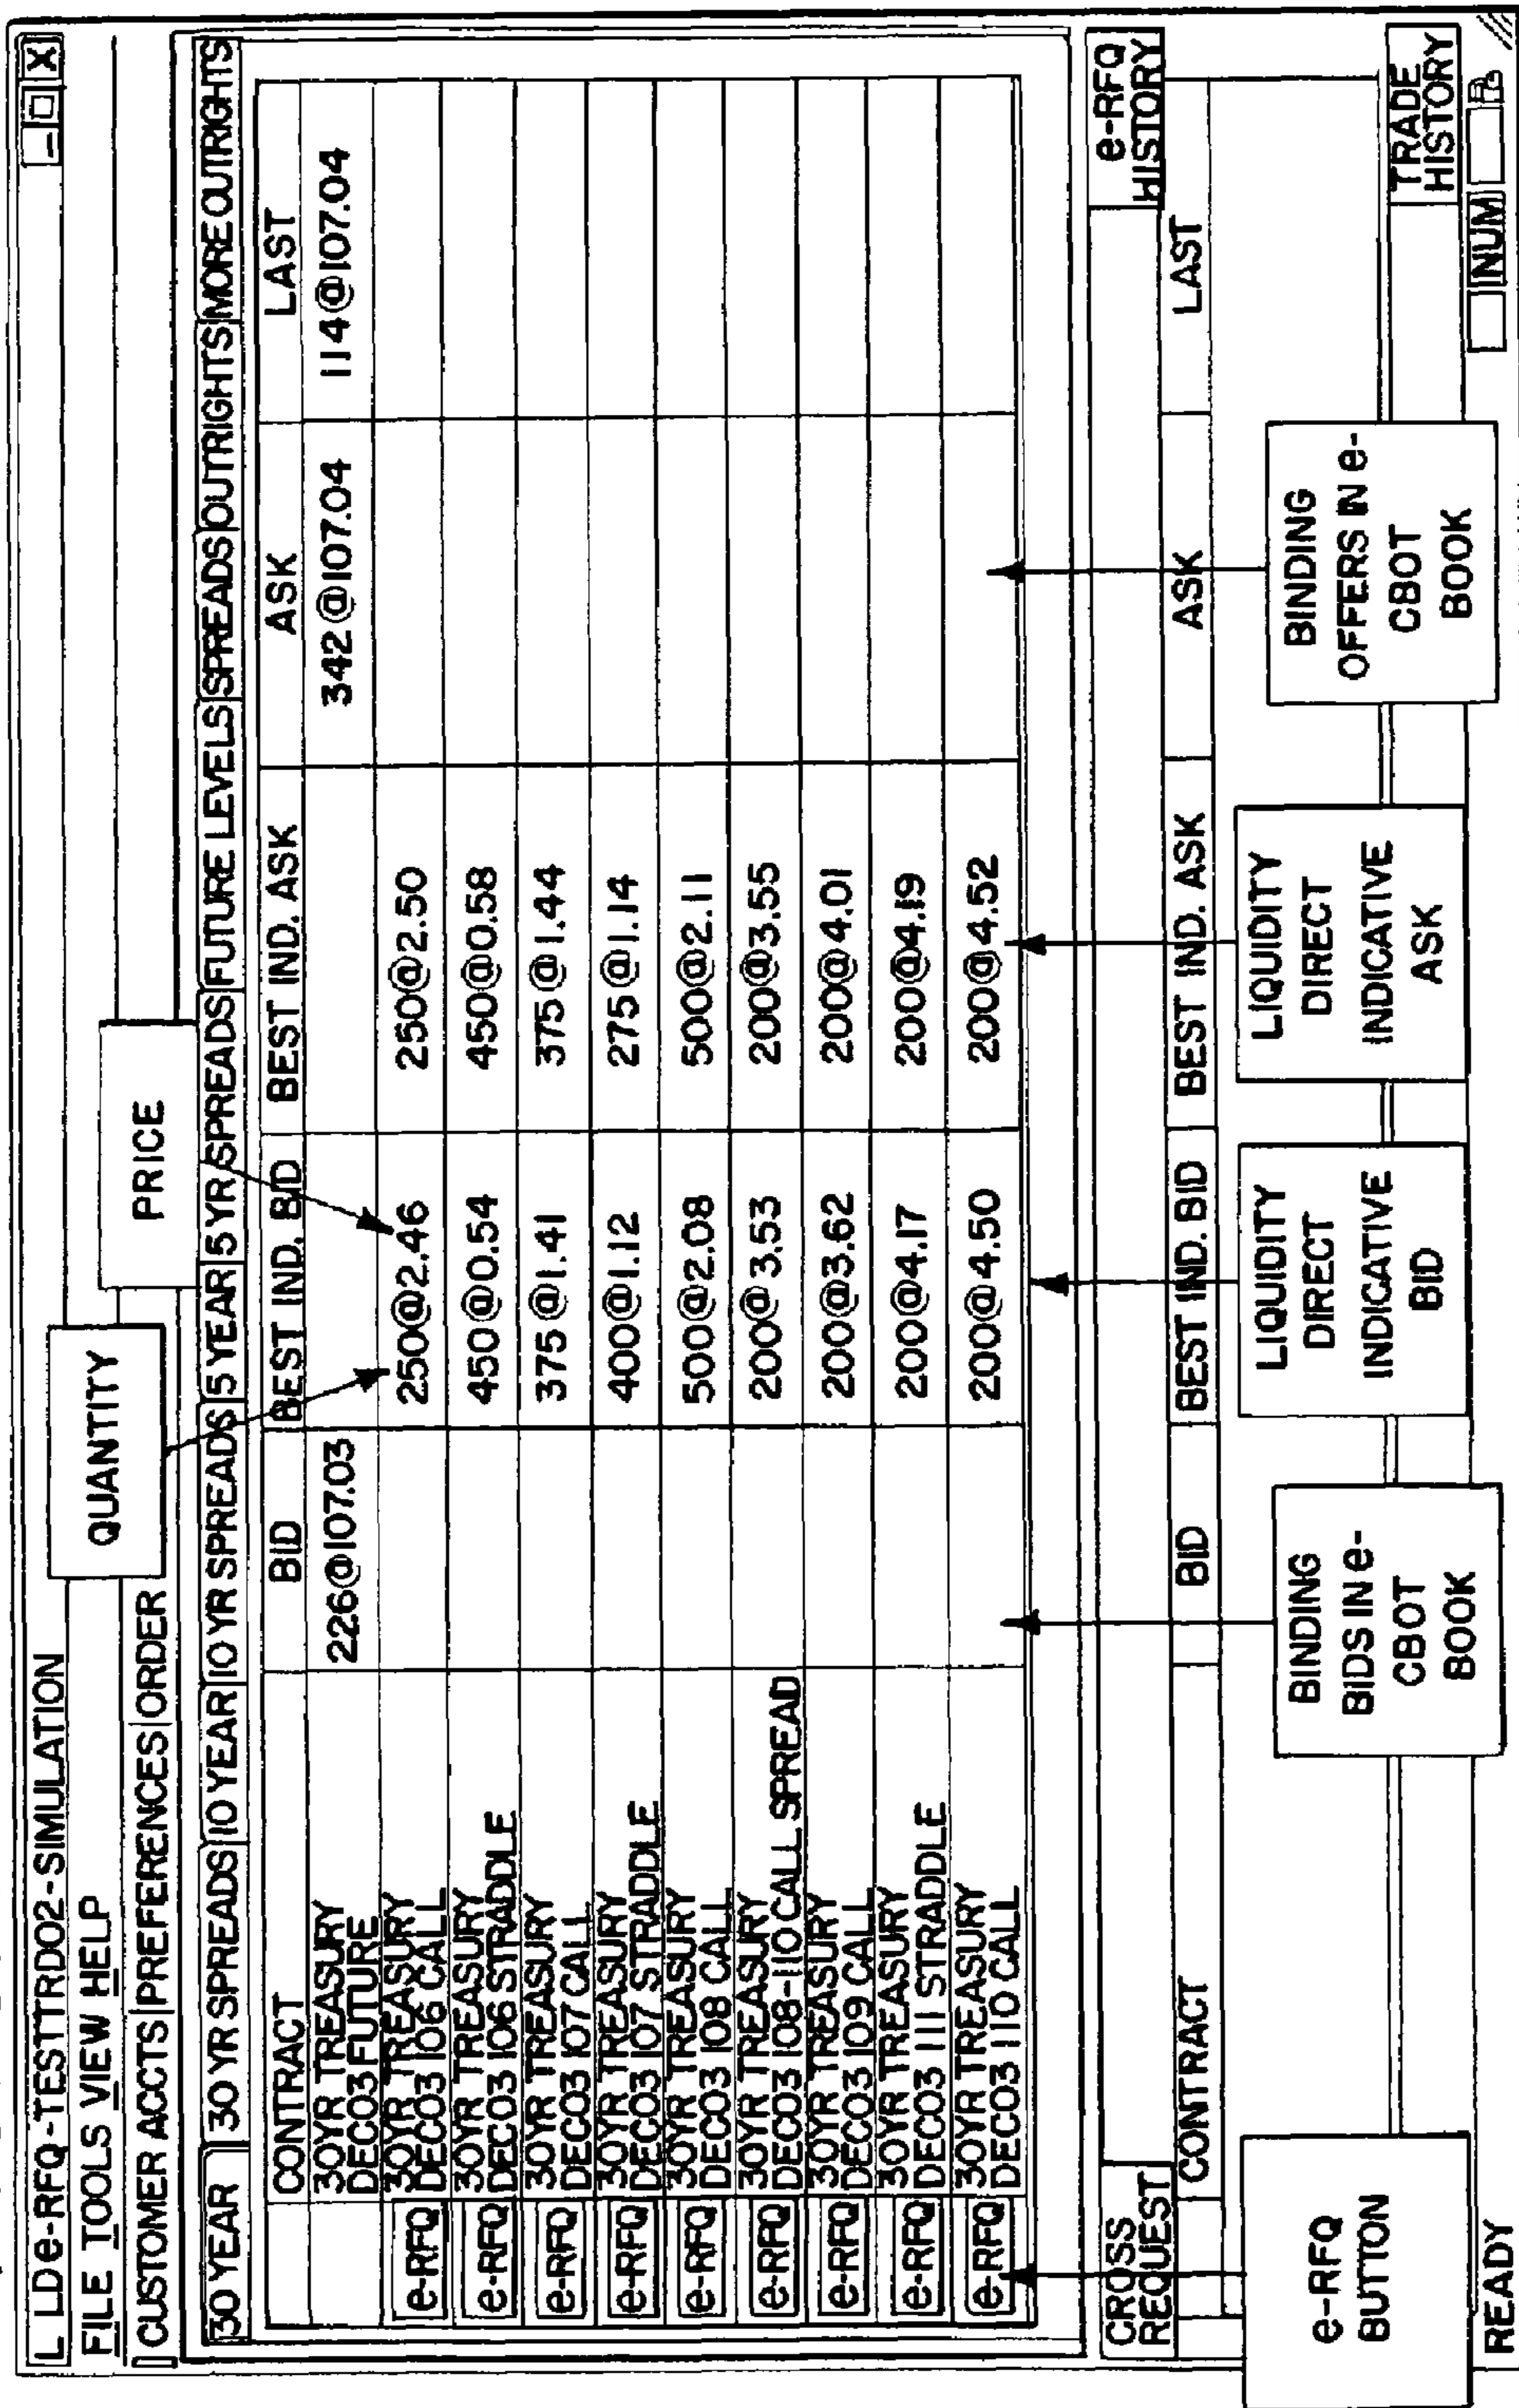 L LDe-RFQ-TESTTRD02-SIMULATION
FILE TOOLS VIEW HELP
CUSTOMER ACCTS PREFERENCES ORDER
QUANTITY
PRICE
30 YEAR 30 YR SPREADS 10 YEAR 10 YR SPREADS 5 YEAR 5 YR SPREADS FUTURE LEVELS SPREADS OUTRIGHTS MORE OUTRIGHTS
CONTRACT BID BEST IND. BID BEST IND. ASK ASK LAST
30YR TREASURY
DEC03 FUTURE 226@107.03 342@107.04 114@107.04
30YR TREASURY
e-RFQ DEC03 106 CALL 250@2.46 250@2.50
30YR TREASURY
e-RFQ DEC03 106 STRADDLE 450@0.54 450@0.58
30YR TREASURY
e-RFQ DEC03 107 CALL 375@1.41 375@1.44
30YR TREASURY
e-RFQ DEC03 107 STRADDLE 400@1.12 275@1.14
30YR TREASURY
e-RFQ DEC03 108 CALL 500@2.08 500@2.11
30YR TREASURY
e-RFQ DEC03 108-110 CALL SPREAD 200@3.53 200@3.55
30YR TREASURY
e-RFQ DEC03 109 CALL 200@3.62 200@4.01
30YR TREASURY
e-RFQ DEC03 111 STRADDLE 200@4.17 200@4.19
30YR TREASURY
e-RFQ DEC03 110 CALL 200@4.50 200@4.52
CROSS
REQUEST
e-RFQ
HISTORY
CONTRACT BID BEST IND. BID BEST IND. ASK ASK LAST
e-RFQ
BUTTON
BINDING
BIDS IN e-
CBOT
BOOK
LIQUIDITY
DIRECT
INDICATIVE
BID
LIQUIDITY
DIRECT
INDICATIVE
ASK
BINDING
OFFERS IN e-
CBOT
BOOK
TRADE
HISTORY
READY
NUM